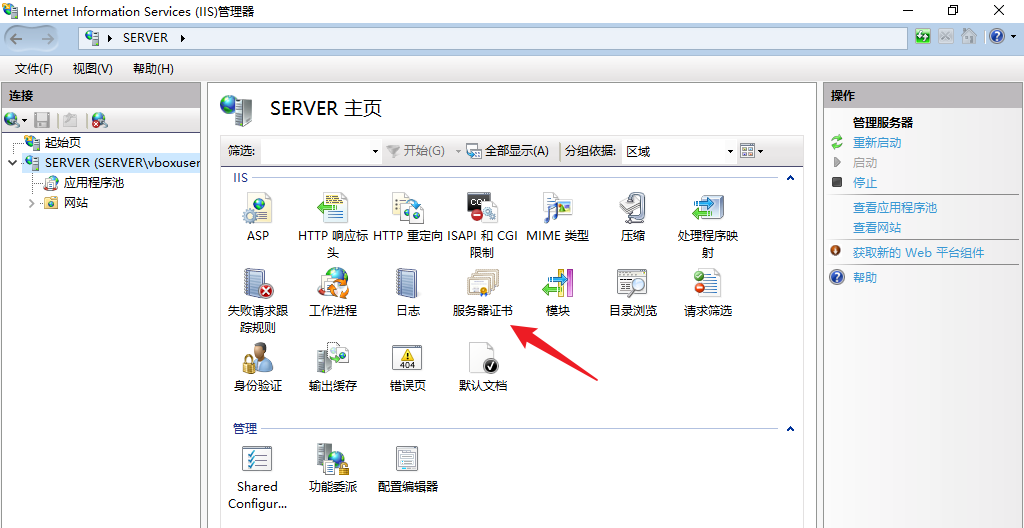 Internet Information Services (IIS)管理器
SERVER
文件(F) 视图(V) 帮助(H)
连接
起始页
SERVER (SERVER\vboxuser
应用程序池
网站
SERVER 主页
筛选: 开始(G) 全部显示(A) 分组依据: 区域
IIS
ASP
HTTP 响应标
头
HTTP 重定向
ISAPI 和 CGI
限制
MIME 类型
压缩
处理程序映
射
失败请求跟
踪规则
工作进程
日志
服务器证书
模块
目录浏览
请求筛选
身份验证
输出缓存
404
错误页
默认文档
管理
Shared
Configur...
功能委派
配置编辑器
操作
管理服务器
重新启动
启动
停止
查看应用程序池
查看网站
获取新的 Web 平台组件
帮助